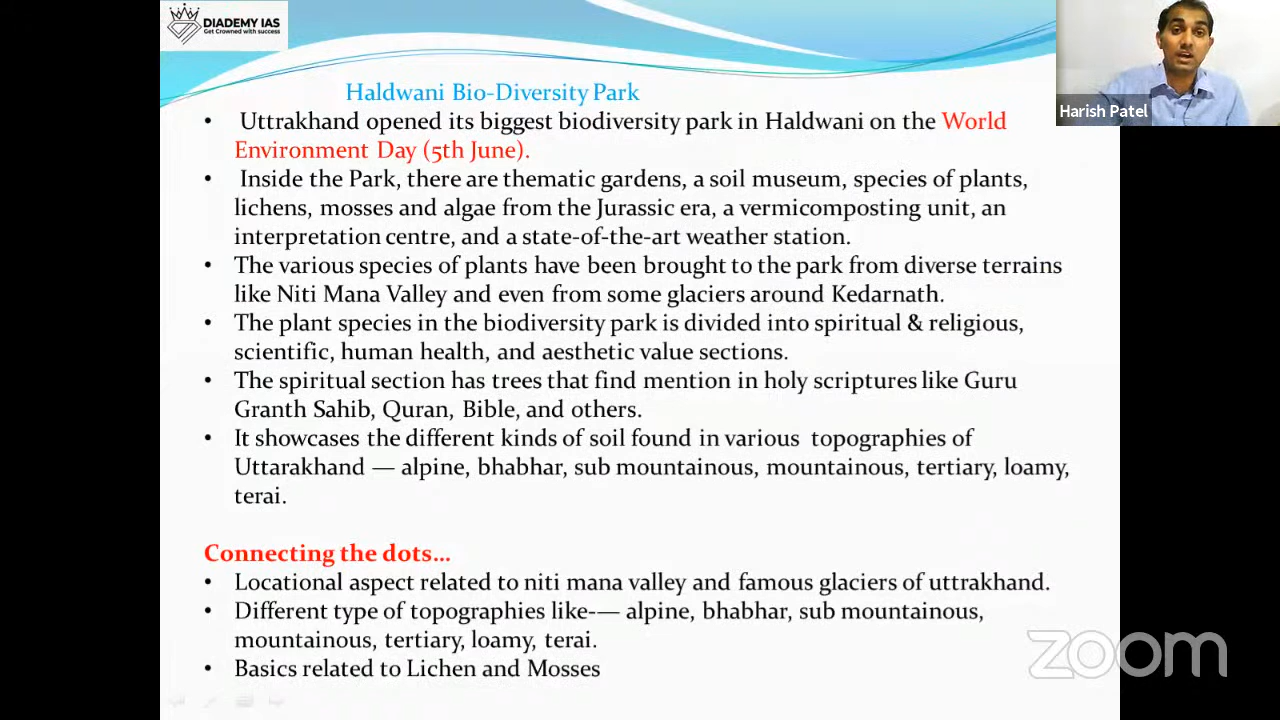 DIADEMY IAS
Get Crowned with success
Harish Patel
Haldwani Bio-Diversity Park
• Uttrakhand opened its biggest biodiversity park in Haldwani on the World
Environment Day (5th June).
• Inside the Park, there are thematic gardens, a soil museum, species of plants,
lichens, mosses and algae from the Jurassic era, a vermicomposting unit, an
interpretation centre, and a state-of-the-art weather station.
• The various species of plants have been brought to the park from diverse terrains
like Niti Mana Valley and even from some glaciers around Kedarnath.
• The plant species in the biodiversity park is divided into spiritual & religious,
scientific, human health, and aesthetic value sections.
• The spiritual section has trees that find mention in holy scriptures like Guru
Granth Sahib, Quran, Bible, and others.
• It showcases the different kinds of soil found in various topographies of
Uttarakhand — alpine, bhabhar, sub mountainous, mountainous, tertiary, loamy,
terai.
Connecting the dots...
• Locational aspect related to niti mana valley and famous glaciers of uttrakhand.
• Different type of topographies like-— alpine, bhabhar, sub mountainous,
mountainous, tertiary, loamy, terai.
• Basics related to Lichen and Mosses
zoom